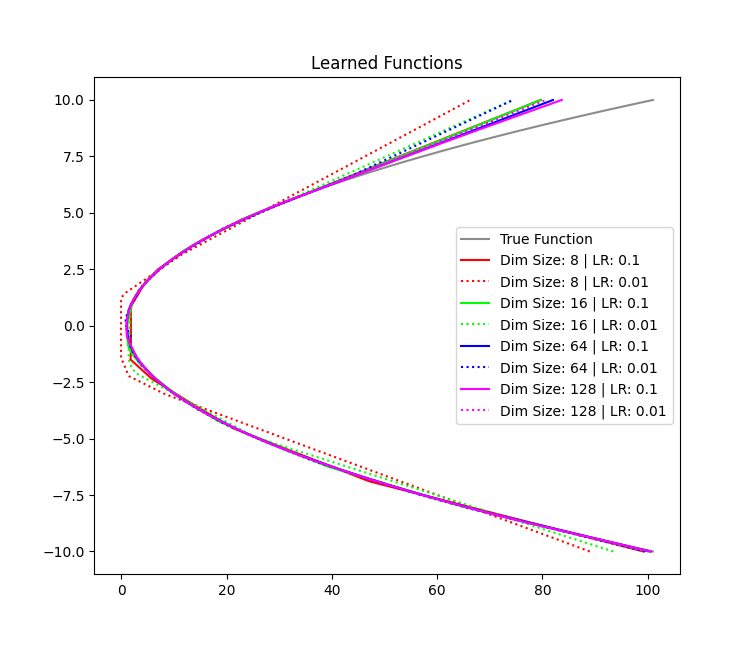 Learned Functions
10.0
7.5
5.0
2.5
0.0
−2.5
−5.0
−7.5
−10.0
True Function
Dim Size: 8 | LR: 0.1
Dim Size: 8 | LR: 0.01
Dim Size: 16 | LR: 0.1
Dim Size: 16 | LR: 0.01
Dim Size: 64 | LR: 0.1
Dim Size: 64 | LR: 0.01
Dim Size: 128 | LR: 0.1
Dim Size: 128 | LR: 0.01
0 20 40 60 80 100